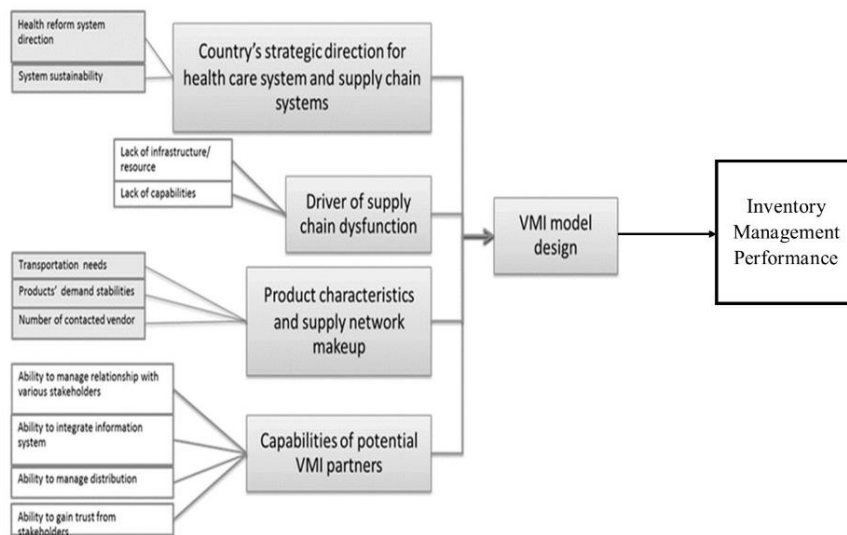 Health reform system
direction
System sustainability
Country's strategic direction for
health care system and supply chain
systems
Lack of infrastructure/
resource
Lack of capabilities
Driver of supply
chain dysfunction
Transportation needs
Products' demand stabilities
Number of contacted vendor
Product characteristics
and supply network
makeup
Ability to manage relationship with
various stakeholders
Ability to integrate information
system
Ability to manage distribution
Ability to gain trust from
stakeholders
Capabilities of potential
VMI partners
VMI model
design
Inventory
Management
Performance